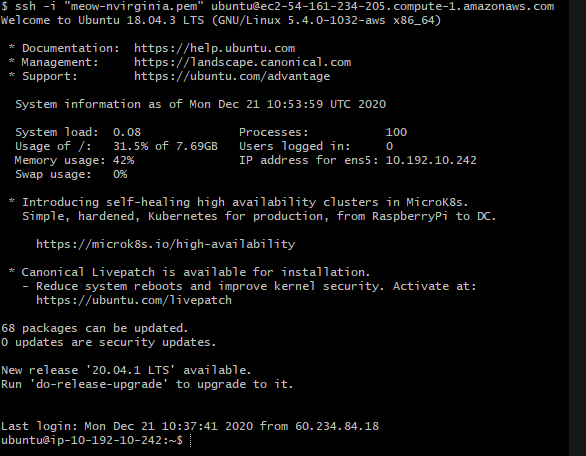 $ ssh -i "meow-nvirginia.pem" ubuntu@ec2-54-161-234-205.compute-1.amazonaws.com
Welcome to Ubuntu 18.04.3 LTS (GNU/Linux 5.4.0-1032-aws x86_64)
* Documentation: https://help.ubuntu.com
* Management: https://landscape.canonical.com
* Support: https://ubuntu.com/advantage
System information as of Mon Dec 21 10:53:59 UTC 2020
System load: 0.08 Processes: 100
Usage of /: 31.5% of 7.69GB Users logged in: 0
Memory usage: 42% IP address for ens5: 10.192.10.242
Swap usage: 0%
* Introducing self-healing high availability clusters in MicroK8s.
Simple, hardened, Kubernetes for production, from RaspberryPi to DC.
https://microk8s.io/high-availability
* Canonical Livepatch is available for installation.
- Reduce system reboots and improve kernel security. Activate at:
https://ubuntu.com/livepatch
68 packages can be updated.
0 updates are security updates.
New release '20.04.1 LTS' available.
Run 'do-release-upgrade' to upgrade to it.
Last login: Mon Dec 21 10:37:41 2020 from 60.234.84.18
ubuntu@ip-10-192-10-242:~$